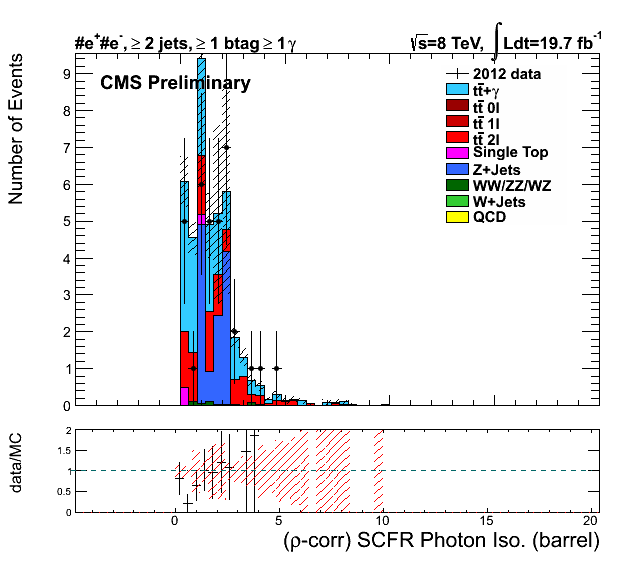 #e+#e-, ≥ 2 jets, ≥ 1 btag ≥ 1γ
√s=8 TeV, ∫ Ldt=19.7 fb-1
CMS Preliminary
2012 data
tt̄+γ
tt̄ 0l
tt̄ 1l
tt̄ 2l
Single Top
Z+Jets
WW/ZZ/WZ
W+Jets
QCD
Number of Events
9
8
7
6
5
4
3
2
1
0
data/MC
2
1.5
1
0.5
0
0 5 10 15 20
(ρ-corr) SCFR Photon Iso. (barrel)